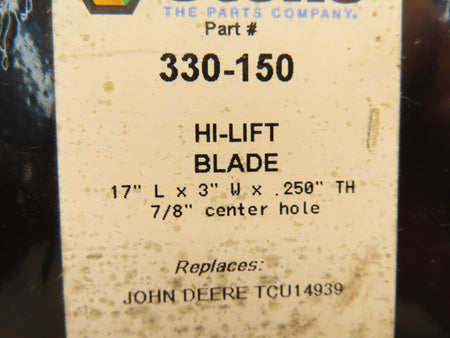 THE PARTS COMPANY®
Part #
330-150
HI-LIFT
BLADE
17" L x 3" W x .250" TH
7/8" center hole
Replaces:
JOHN DEERE TCU14939